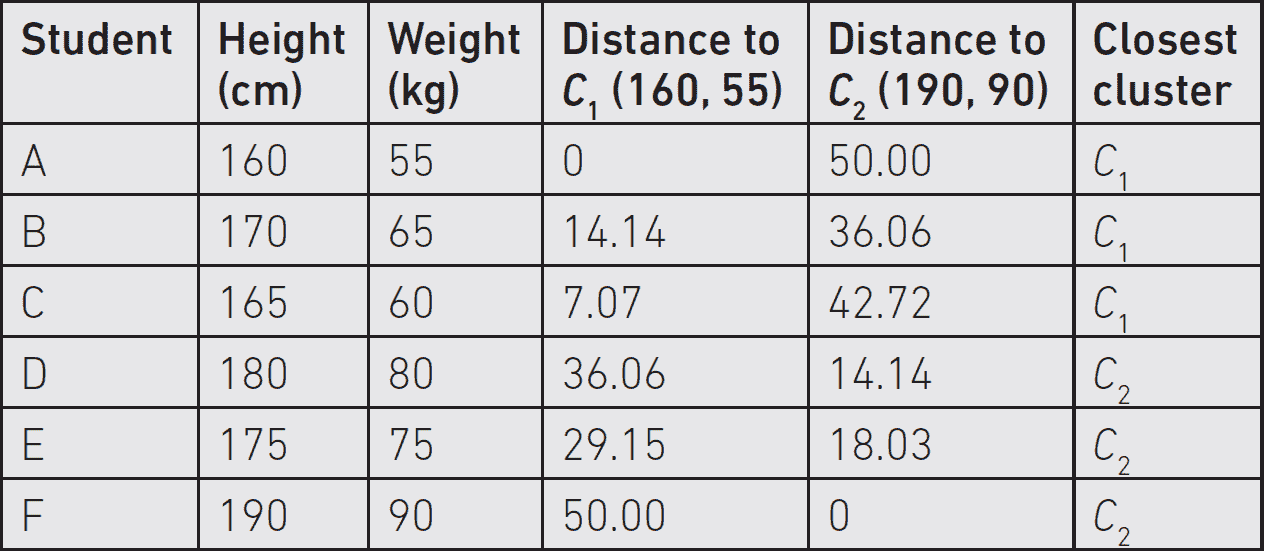 Student Height (cm) Weight (kg) Distance to C1 (160, 55) Distance to C2 (190, 90) Closest cluster
A 160 55 0 50.00 C1
B 170 65 14.14 36.06 C1
C 165 60 7.07 42.72 C1
D 180 80 36.06 14.14 C2
E 175 75 29.15 18.03 C2
F 190 90 50.00 0 C2